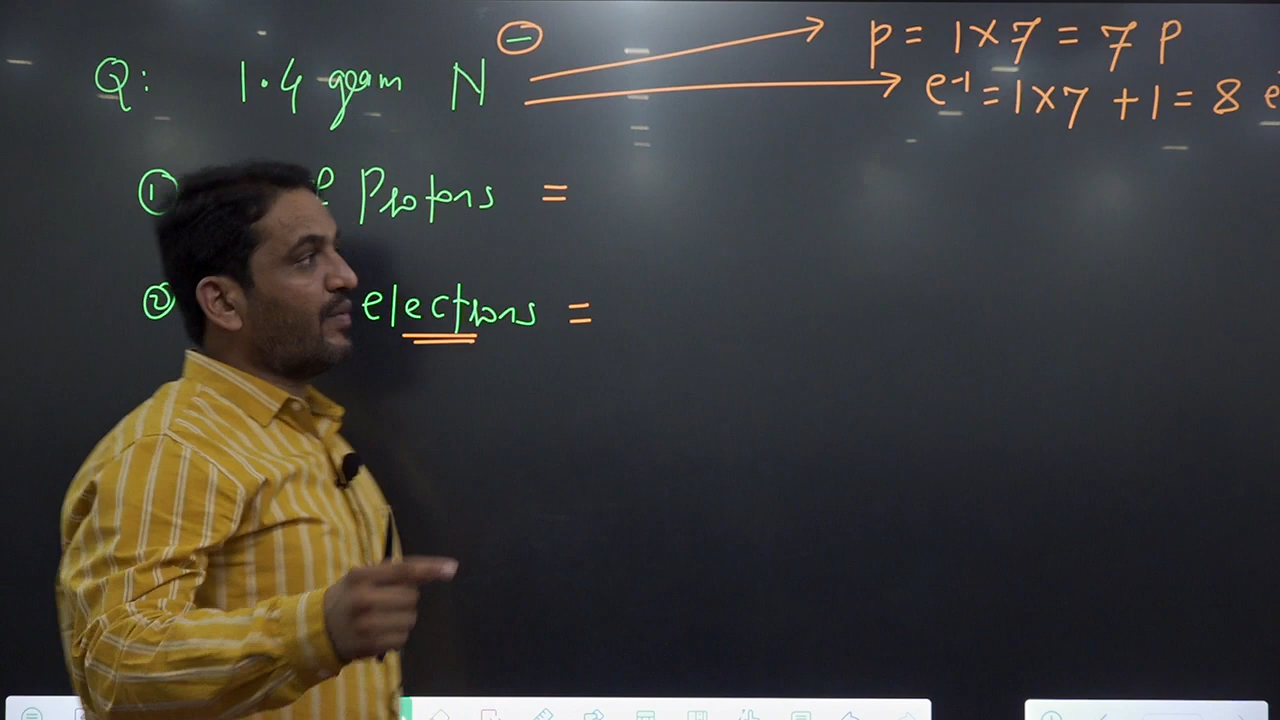 Q: 1.4 gram N⊖ p = 1×7 = 7 P
e⁻¹ = 1×7 + 1 = 8 e
① Protons =
② electrons =